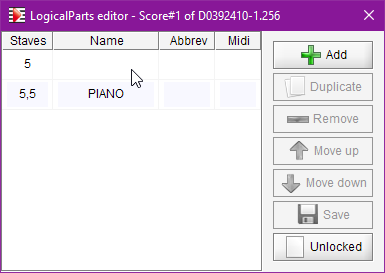 LogicalParts editor - Score#1 of D0392410-1.256
Staves Name Abbrev Midi
5
5,5 PIANO
Add
Duplicate
Remove
Move up
Move down
Save
Unlocked